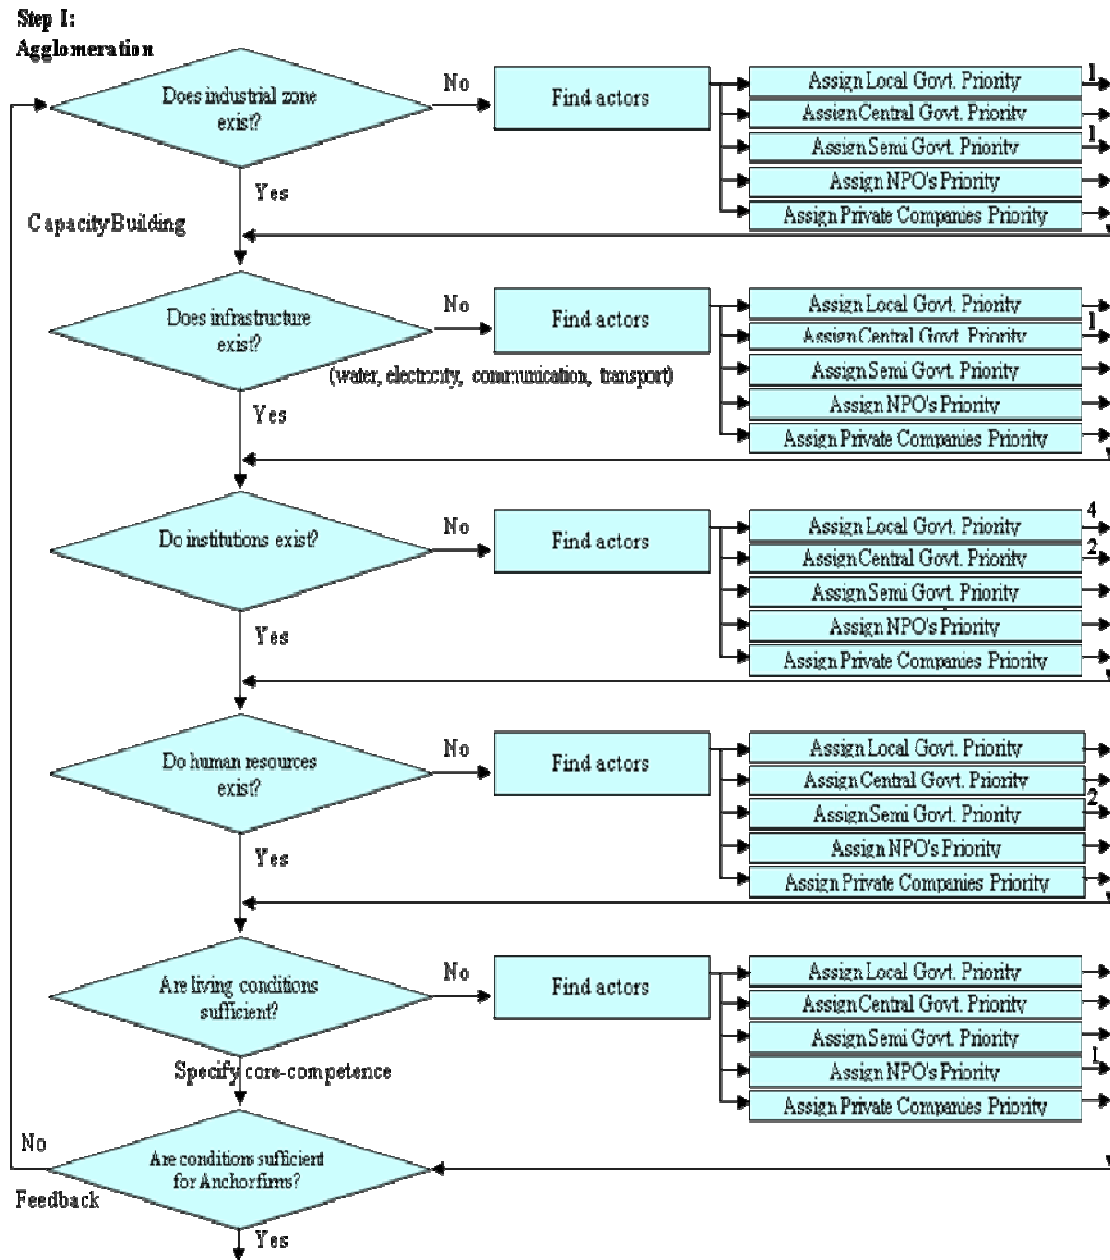 Step I:
Agglomeration
Does industrial zone
exist?
No
Find actors
Assign Local Govt. Priority
1
Assign Central Govt. Priority
Assign Semi Govt. Priority
1
Assign NPO's Priority
Assign Private Companies Priority
Yes
Capacity Building
Does infrastructure
exist?
No
Find actors
(water, electricity, communication, transport)
Assign Local Govt. Priority
Assign Central Govt. Priority
1
Assign Semi Govt. Priority
Assign NPO's Priority
Assign Private Companies Priority
Yes
Do institutions exist?
No
Find actors
Assign Local Govt. Priority
4
Assign Central Govt. Priority
2
Assign Semi Govt. Priority
Assign NPO's Priority
Assign Private Companies Priority
Yes
Do human resources
exist?
No
Find actors
Assign Local Govt. Priority
Assign Central Govt. Priority
Assign Semi Govt. Priority
2
Assign NPO's Priority
Assign Private Companies Priority
Yes
Are living conditions
sufficient?
No
Find actors
Assign Local Govt. Priority
Assign Central Govt. Priority
Assign Semi Govt. Priority
Assign NPO's Priority
1
Assign Private Companies Priority
Specify core-competence
Are conditions sufficient
for Anchorfirms?
No
Feedback
Yes